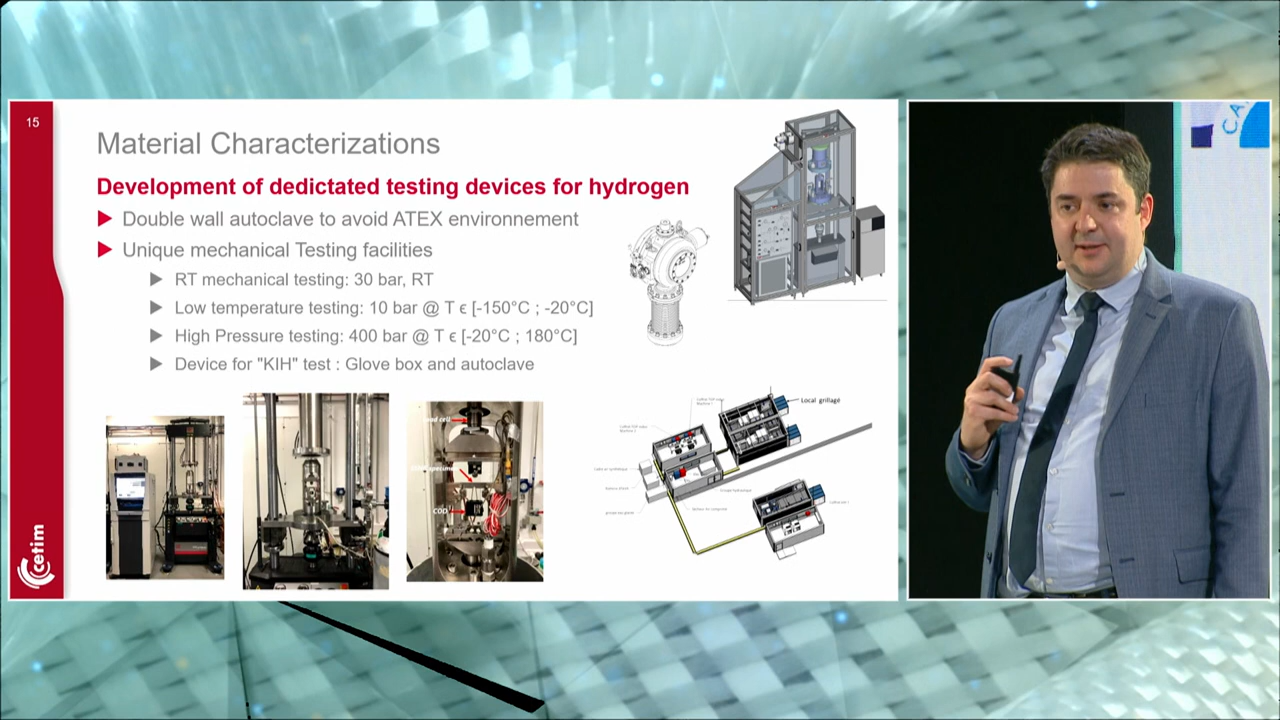 15
Material Characterizations
Development of dedictated testing devices for hydrogen
Double wall autoclave to avoid ATEX environnement
Unique mechanical Testing facilities
RT mechanical testing: 30 bar, RT
Low temperature testing: 10 bar @ T ϵ [-150°C ; -20°C]
High Pressure testing: 400 bar @ T ϵ [-20°C ; 180°C]
Device for "KIH" test : Glove box and autoclave
Local grillage
cetim
CA